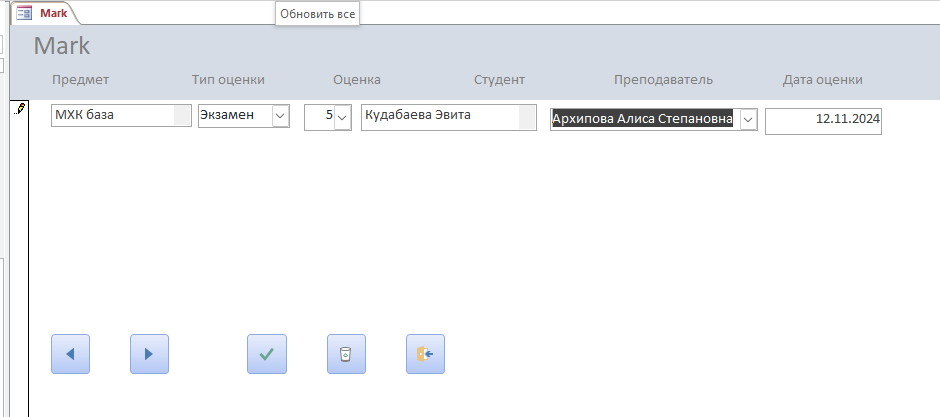 Mark
Обновить все
Mark
Предмет Тип оценки Оценка Студент Преподаватель Дата оценки
МХК база Экзамен 5 Кудабаева Эвита Архипова Алиса Степановна 12.11.2024